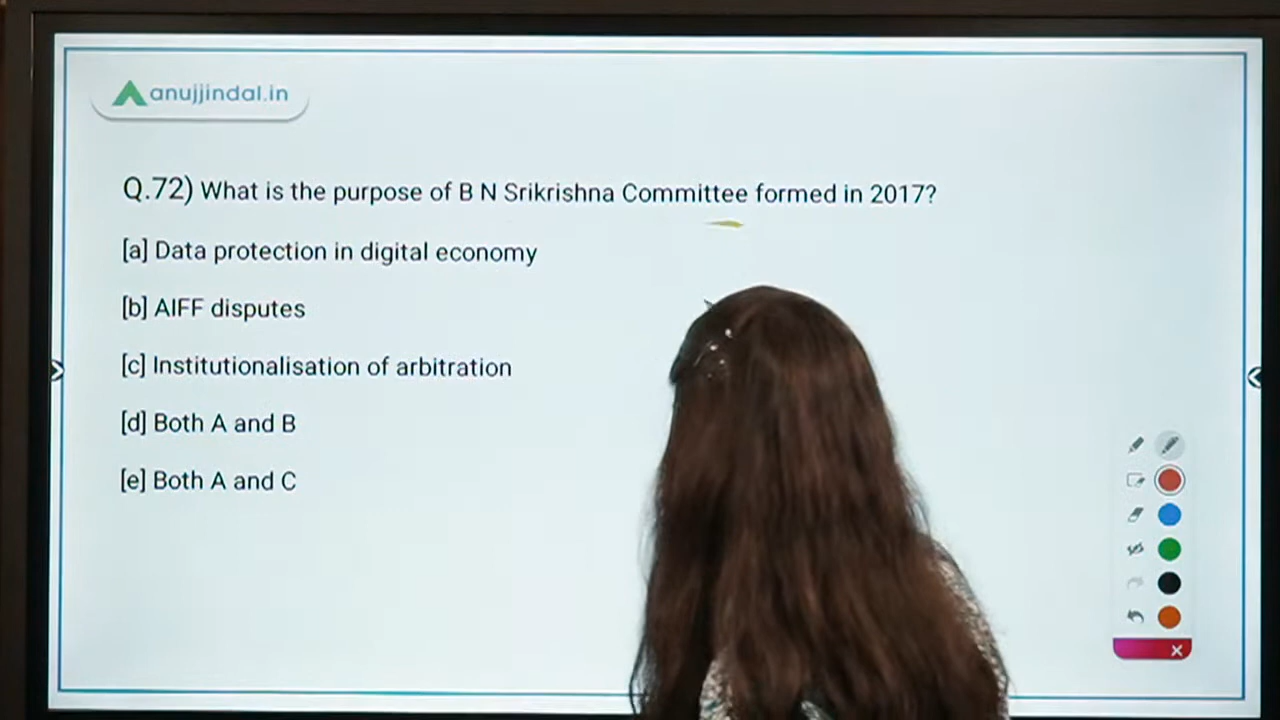 anujjindal.in
Q.72) What is the purpose of B N Srikrishna Committee formed in 2017?
[a] Data protection in digital economy
[b] AIFF disputes
[c] Institutionalisation of arbitration
[d] Both A and B
[e] Both A and C